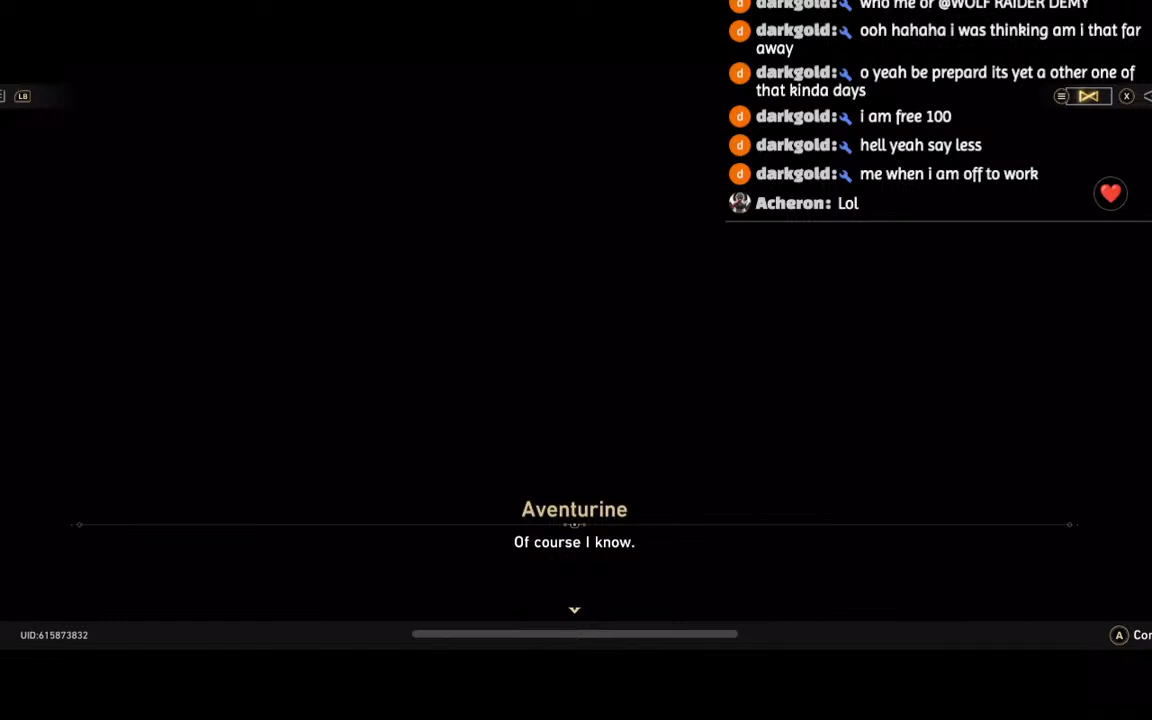 darkgold: who me or @WOLF RAIDER DEMY
darkgold: ooh hahaha i was thinking am i that far
away
darkgold: o yeah be prepard its yet a other one of
that kinda days
LB
X
darkgold: i am free 100
darkgold: hell yeah say less
darkgold: me when i am off to work
Acheron: Lol
Aventurine
Of course I know.
UID:615873832
A Con